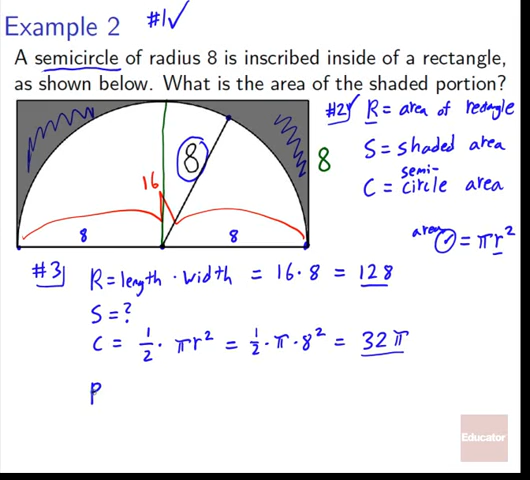 Example 2 #1✓
A semicircle of radius 8 is inscribed inside of a rectangle,
as shown below. What is the area of the shaded portion?
#2✓ R = area of rectangle
S = shaded area
C = semi-circle area
8
16
8
8
8
area = πr²
#3 R = length · width = 16 · 8 = 128
S = ?
C = 1/2 · πr² = 1/2 · π · 8² = 32π
P
Educator